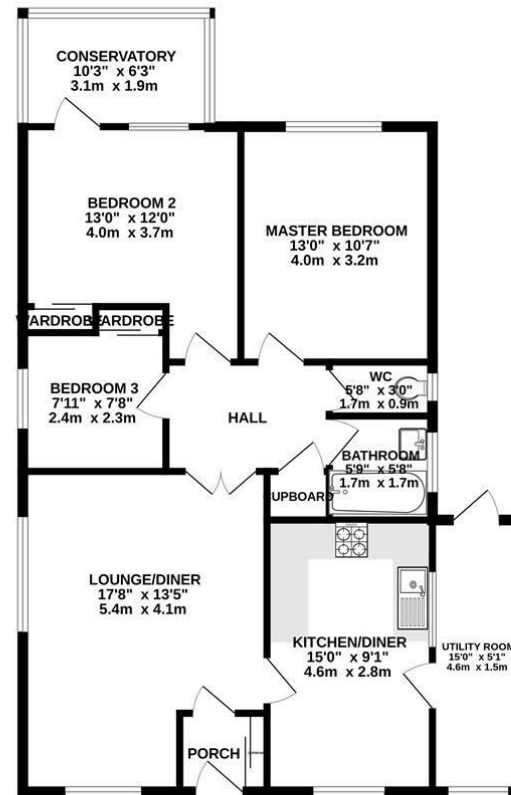 CONSERVATORY
10'3" x 6'3"
3.1m x 1.9m
BEDROOM 2
13'0" x 12'0"
4.0m x 3.7m
MASTER BEDROOM
13'0" x 10'7"
4.0m x 3.2m
WARDROBE
WARDROBE
BEDROOM 3
7'11" x 7'8"
2.4m x 2.3m
HALL
WC
5'8" x 3'0"
1.7m x 0.9m
BATHROOM
5'9" x 5'8"
1.7m x 1.7m
CUPBOARD
LOUNGE/DINER
17'8" x 13'5"
5.4m x 4.1m
KITCHEN/DINER
15'0" x 9'1"
4.6m x 2.8m
UTILITY ROOM
15'0" x 5'1"
4.6m x 1.5m
PORCH